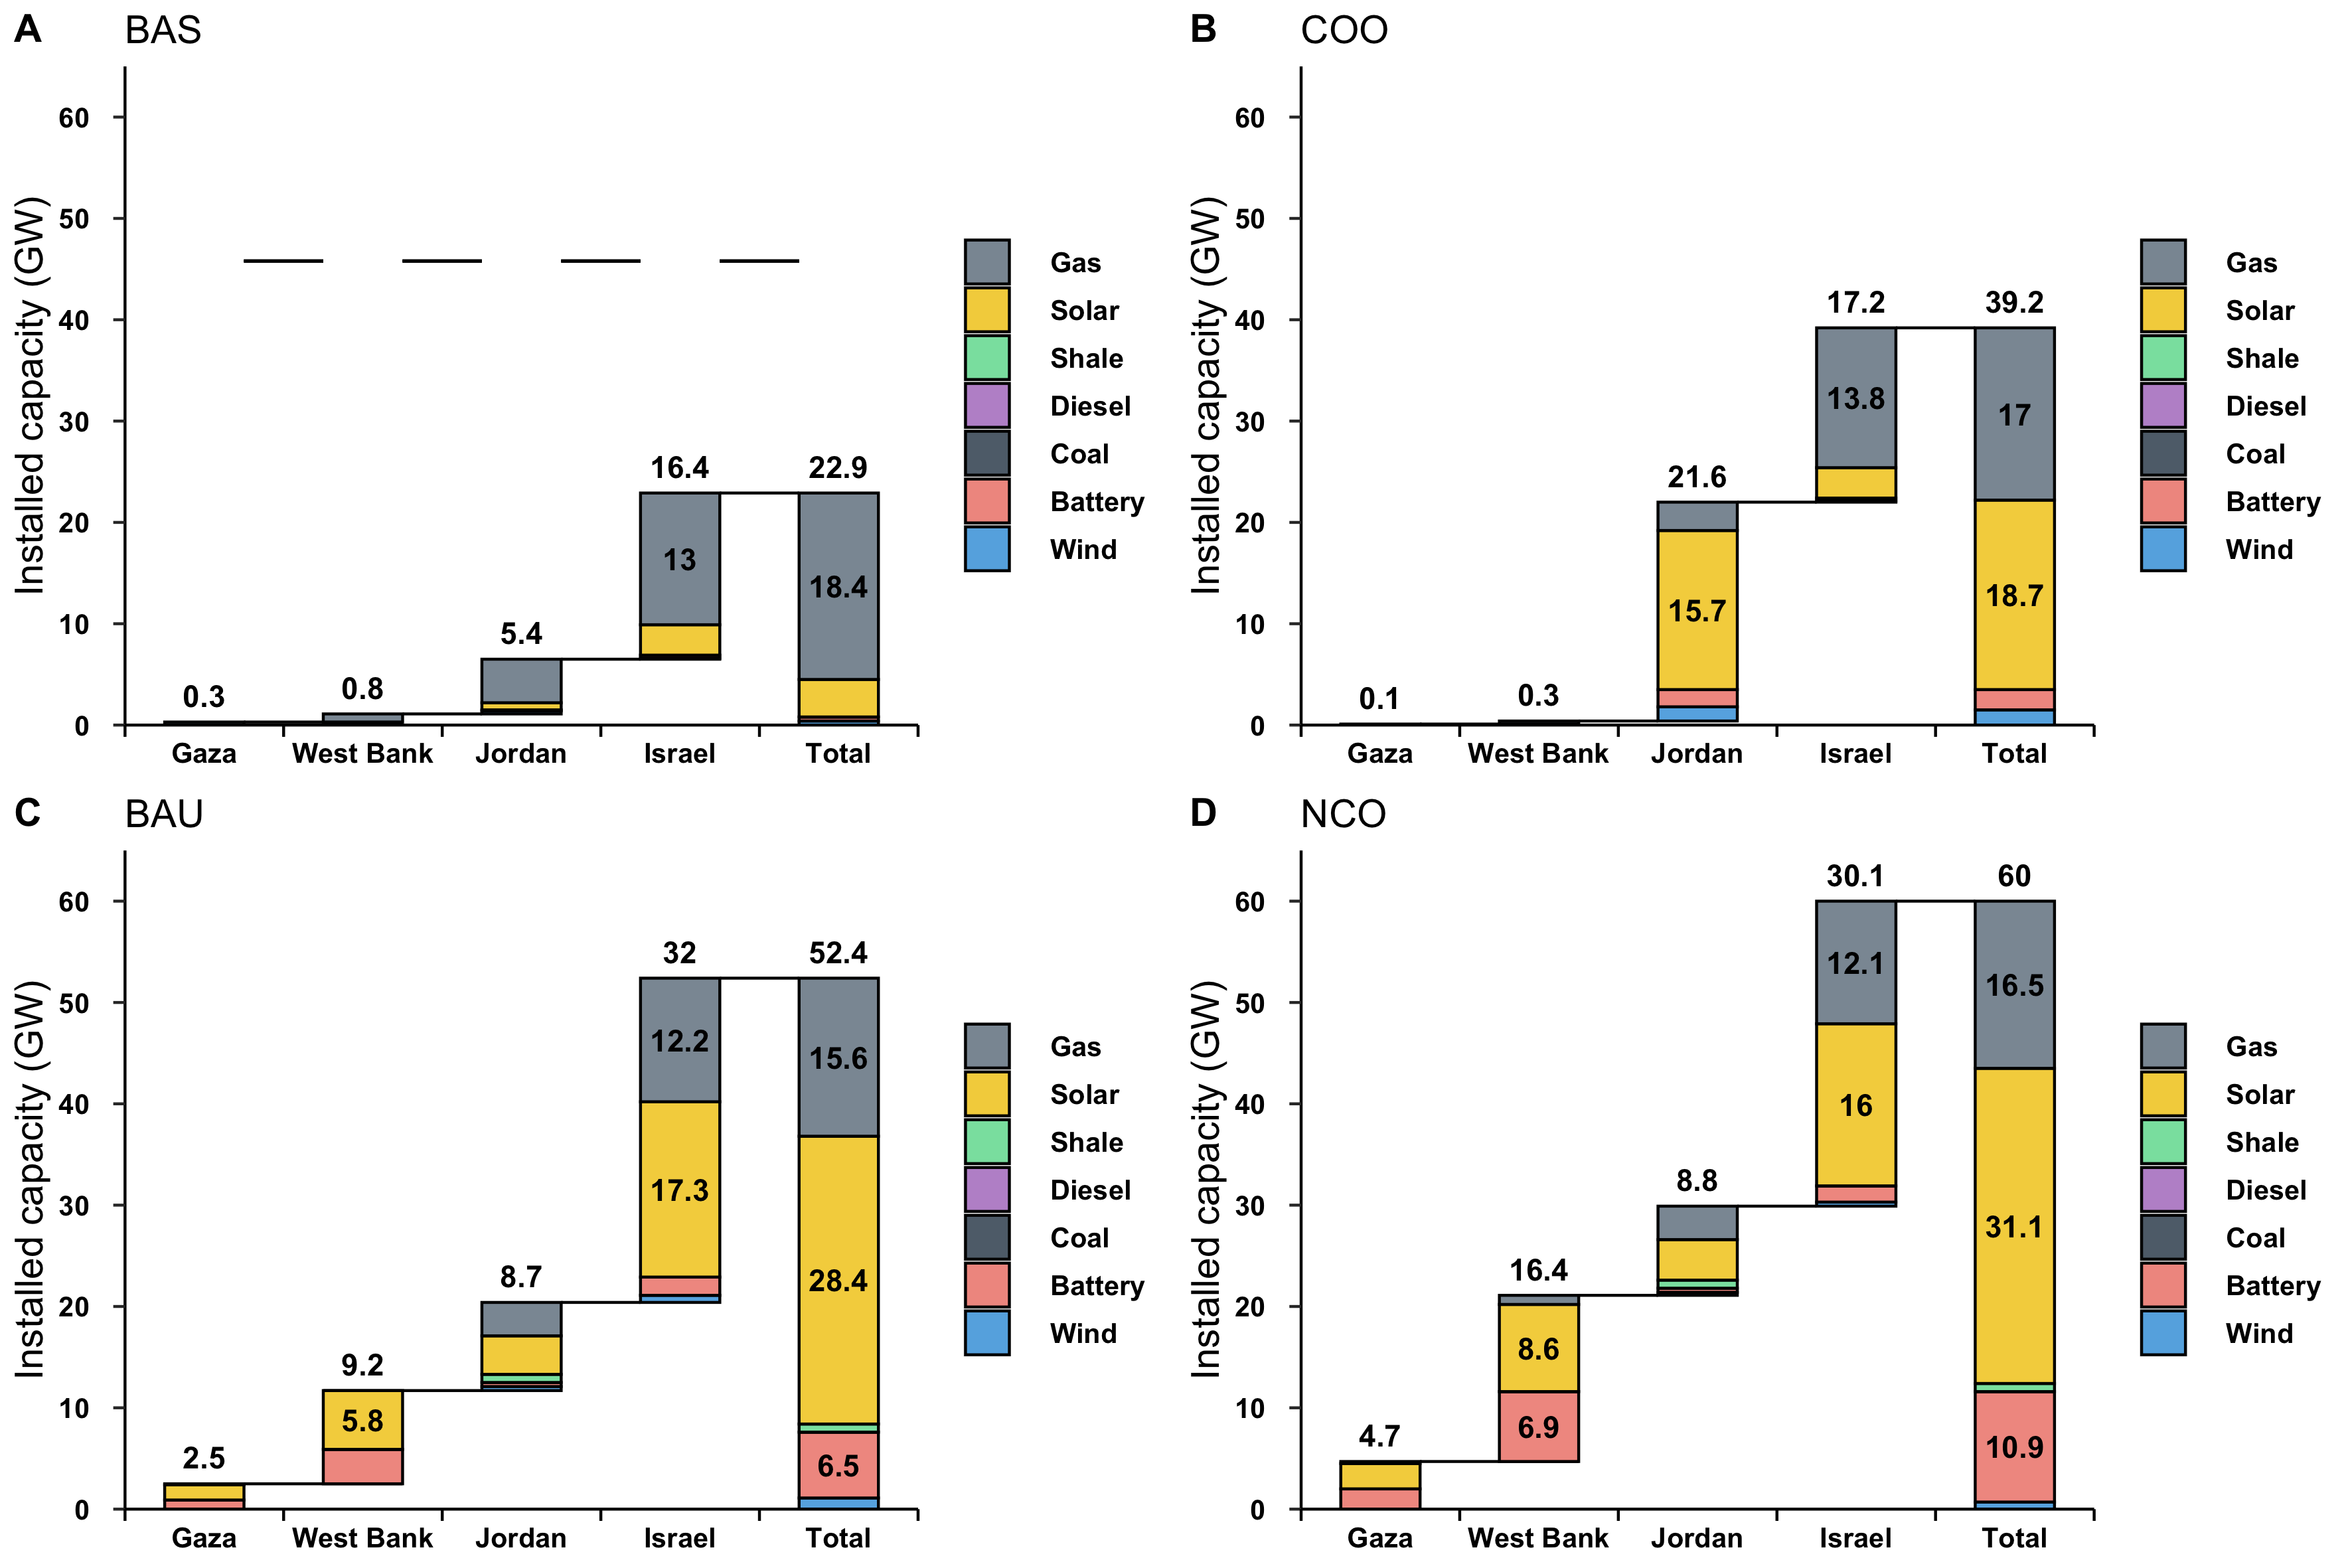 A BAS
Installed capacity (GW)
60
50
40
30
20
10
0
0.3
0.8
5.4
16.4
22.9
13
18.4
Gaza West Bank Jordan Israel Total
Gas
Solar
Shale
Diesel
Coal
Battery
Wind
B COO
Installed capacity (GW)
60
50
40
30
20
10
0
0.1
0.3
21.6
17.2
39.2
15.7
13.8
17
18.7
Gaza West Bank Jordan Israel Total
Gas
Solar
Shale
Diesel
Coal
Battery
Wind
C BAU
Installed capacity (GW)
60
50
40
30
20
10
0
2.5
9.2
5.8
8.7
32
12.2
17.3
52.4
15.6
28.4
6.5
Gaza West Bank Jordan Israel Total
Gas
Solar
Shale
Diesel
Coal
Battery
Wind
D NCO
Installed capacity (GW)
60
50
40
30
20
10
0
4.7
16.4
8.6
6.9
8.8
30.1
12.1
16
60
16.5
31.1
10.9
Gaza West Bank Jordan Israel Total
Gas
Solar
Shale
Diesel
Coal
Battery
Wind